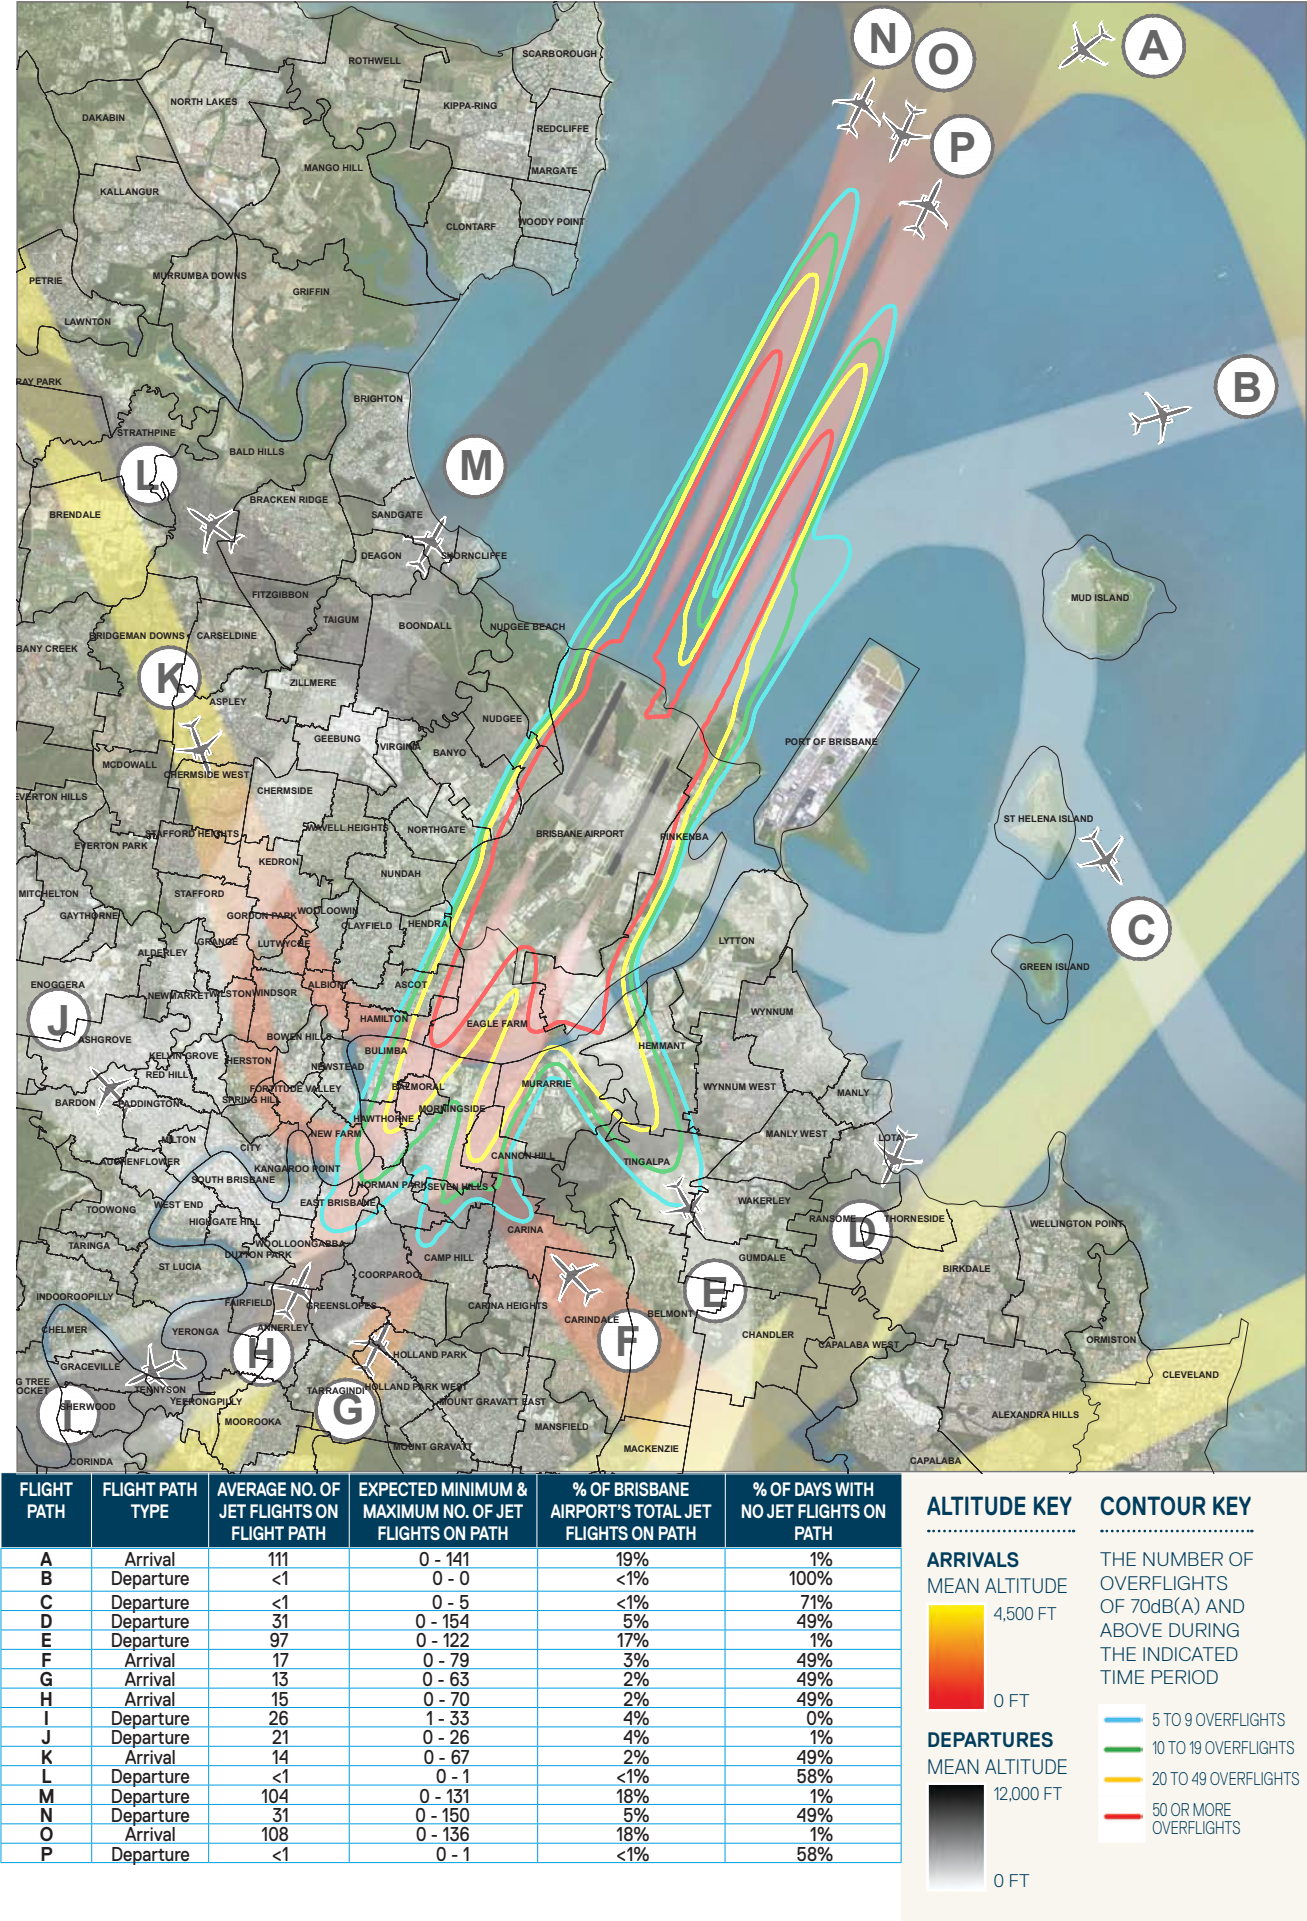 N
O
A
P
SCARBOROUGH
ROTHWELL
NORTH LAKES
KIPPA-RING
DAKABIN
REDCLIFFE
MANGO HILL
MARGATE
KALLANGUR
WOODY POINT
CLONTARF
MURRUMBA DOWNS
PETRIE
GRIFFIN
LAWNTON
RAY PARK
B
BRIGHTON
STRATHPINE
BALD HILLS
L
M
BRACKEN RIDGE
BRENDALE
SANDGATE
DEAGON
SHORNCLIFFE
FITZGIBBON
MUD ISLAND
TAIGUM
BOONDALL
NUDGEE BEACH
BRIDGEMAN DOWNS
CARSELDINE
BANY CREEK
K
ZILLMERE
ASPLEY
NUDGEE
GEEBUNG
VIRGINIA
BANYO
PORT OF BRISBANE
MCDOWALL
CHERMSIDE WEST
CHERMSIDE
EVERTON HILLS
ST HELENA ISLAND
STAFFORD HEIGHTS
WAVELL HEIGHTS
NORTHGATE
BRISBANE AIRPORT
PINKENBA
EVERTON PARK
KEDRON
NUNDAH
MITCHELTON
STAFFORD
GAYTHORNE
GORDON PARK
WOOLOOWIN
CLAYFIELD
HENDRA
C
ALDERLEY
GRANGE
LUTWYCHE
LYTTON
GREEN ISLAND
ENOGGERA
NEWMARKET
WILSTON
WINDSOR
ALBION
ASCOT
J
HAMILTON
EAGLE FARM
WYNNUM
ASHGROVE
BOWEN HILLS
BULIMBA
HEMMANT
KELVIN GROVE
HERSTON
NEWSTEAD
RED HILL
FORTITUDE VALLEY
BALMORAL
MURARRIE
WYNNUM WEST
MANLY
BARDON
PADDINGTON
SPRING HILL
HAWTHORNE
MORNINGSIDE
MILTON
CITY
NEW FARM
MANLY WEST
LOTA
AUCHENFLOWER
KANGAROO POINT
CANNON HILL
TINGALPA
SOUTH BRISBANE
NORMAN PARK
SEVEN HILLS
TOOWONG
WEST END
EAST BRISBANE
WAKERLEY
HIGHGATE HILL
CARINA
RANSOME
D
THORNESIDE
WELLINGTON POINT
TARINGA
WOOLLOONGABBA
DUTTON PARK
CAMP HILL
GUMDALE
ST LUCIA
COORPAROO
BIRKDALE
INDOOROOPILLY
FAIRFIELD
GREENSLOPES
CARINA HEIGHTS
CARINDALE
E
BELMONT
CHELMER
YERONGA
ANNERLEY
CHANDLER
CAPALABA WEST
ORMISTON
GRACEVILLE
H
HOLLAND PARK
F
G TREE
OCKET
TENNYSON
TARRAGINDI
HOLLAND PARK WEST
CLEVELAND
I
SHERWOOD
YEERONGPILLY
G
MOUNT GRAVATT EAST
MOOROOKA
MANSFIELD
ALEXANDRA HILLS
MOUNT GRAVATT
MACKENZIE
CORINDA
CAPALABA
FLIGHT PATH | FLIGHT PATH TYPE | AVERAGE NO. OF JET FLIGHTS ON FLIGHT PATH | EXPECTED MINIMUM & MAXIMUM NO. OF JET FLIGHTS ON PATH | % OF BRISBANE AIRPORT'S TOTAL JET FLIGHTS ON PATH | % OF DAYS WITH NO JET FLIGHTS ON PATH
A Arrival 111 0 - 141 19% 1%
B Departure <1 0 - 0 <1% 100%
C Departure <1 0 - 5 <1% 71%
D Departure 31 0 - 154 5% 49%
E Departure 97 0 - 122 17% 1%
F Arrival 17 0 - 79 3% 49%
G Arrival 13 0 - 63 2% 49%
H Arrival 15 0 - 70 2% 49%
I Departure 26 1 - 33 4% 0%
J Departure 21 0 - 26 4% 1%
K Arrival 14 0 - 67 2% 49%
L Departure <1 0 - 1 <1% 58%
M Departure 104 0 - 131 18% 1%
N Departure 31 0 - 150 5% 49%
O Arrival 108 0 - 136 18% 1%
P Departure <1 0 - 1 <1% 58%
ALTITUDE KEY
ARRIVALS
MEAN ALTITUDE
4,500 FT
0 FT
DEPARTURES
MEAN ALTITUDE
12,000 FT
0 FT
CONTOUR KEY
THE NUMBER OF
OVERFLIGHTS
OF 70dB(A) AND
ABOVE DURING
THE INDICATED
TIME PERIOD
5 TO 9 OVERFLIGHTS
10 TO 19 OVERFLIGHTS
20 TO 49 OVERFLIGHTS
50 OR MORE
OVERFLIGHTS